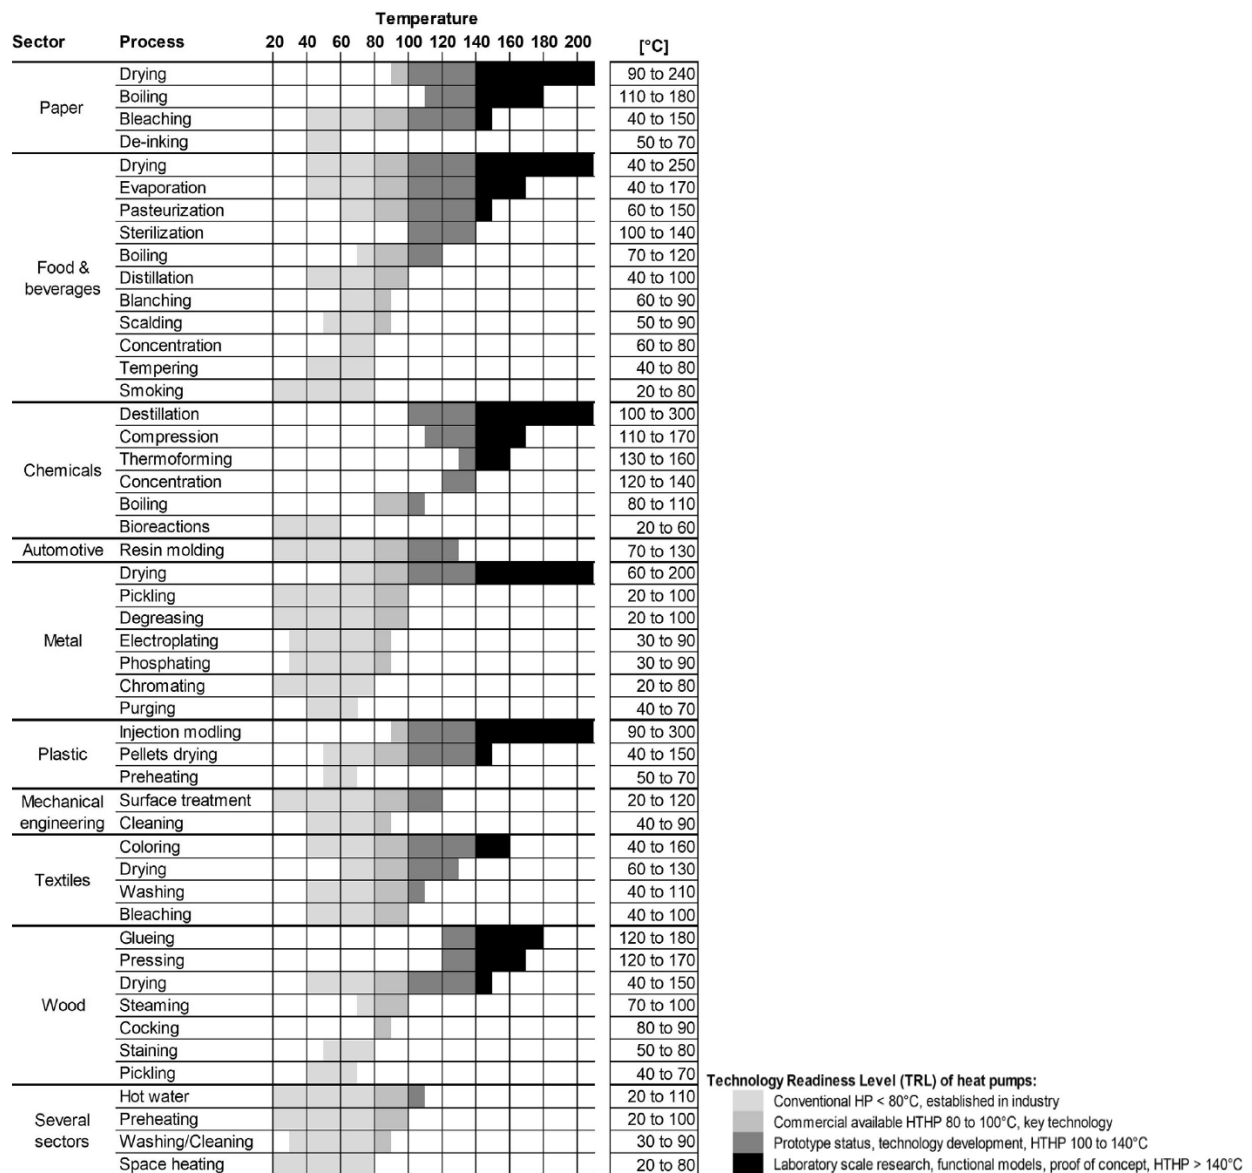 Temperature
Sector Process 20 40 60 80 100 120 140 160 180 200 [°C]
Paper
Drying 90 to 240
Boiling 110 to 180
Bleaching 40 to 150
De-inking 50 to 70
Food & beverages
Drying 40 to 250
Evaporation 40 to 170
Pasteurization 60 to 150
Sterilization 100 to 140
Boiling 70 to 120
Distillation 40 to 100
Blanching 60 to 90
Scalding 50 to 90
Concentration 60 to 80
Tempering 40 to 80
Smoking 20 to 80
Chemicals
Destillation 100 to 300
Compression 110 to 170
Thermoforming 130 to 160
Concentration 120 to 140
Boiling 80 to 110
Bioreactions 20 to 60
Automotive Resin molding 70 to 130
Metal
Drying 60 to 200
Pickling 20 to 100
Degreasing 20 to 100
Electroplating 30 to 90
Phosphating 30 to 90
Chromating 20 to 80
Purging 40 to 70
Plastic
Injection modling 90 to 300
Pellets drying 40 to 150
Preheating 50 to 70
Mechanical engineering
Surface treatment 20 to 120
Cleaning 40 to 90
Textiles
Coloring 40 to 160
Drying 60 to 130
Washing 40 to 110
Bleaching 40 to 100
Wood
Glueing 120 to 180
Pressing 120 to 170
Drying 40 to 150
Steaming 70 to 100
Cocking 80 to 90
Staining 50 to 80
Pickling 40 to 70
Several sectors
Hot water 20 to 110
Preheating 20 to 100
Washing/Cleaning 30 to 90
Space heating 20 to 80
Technology Readiness Level (TRL) of heat pumps:
Conventional HP < 80°C, established in industry
Commercial available HTHP 80 to 100°C, key technology
Prototype status, technology development, HTHP 100 to 140°C
Laboratory scale research, functional models, proof of concept, HTHP > 140°C